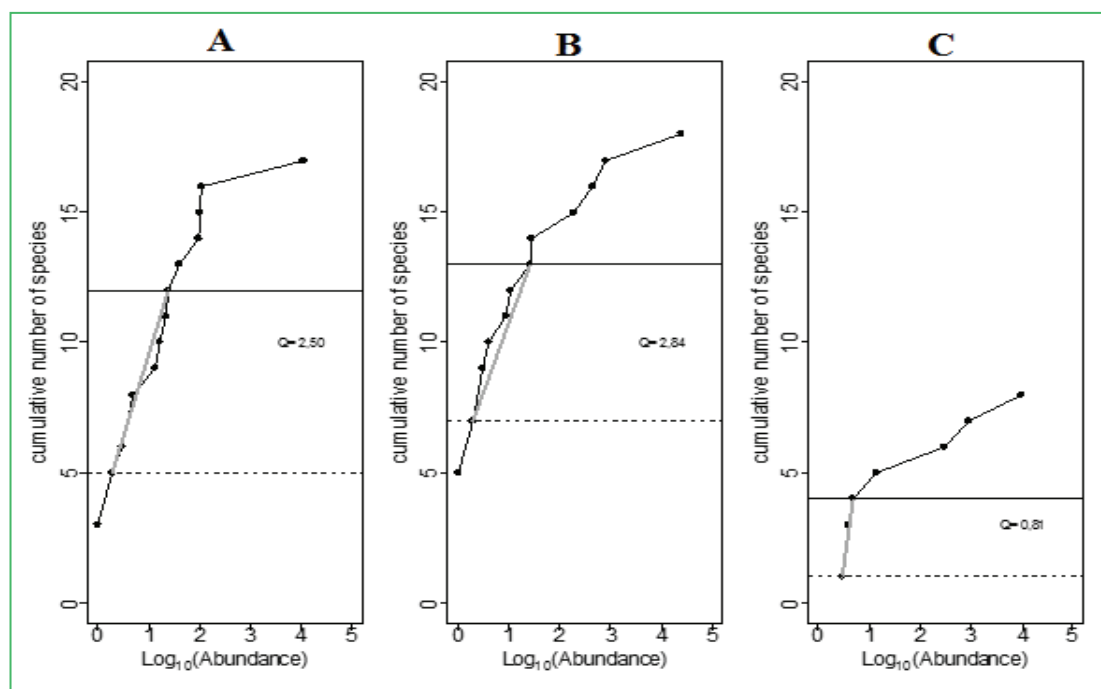 A
B
C
cumulative number of species
20
15
10
5
0
Q=2,50
0 1 2 3 4 5
Log10(Abundance)
cumulative number of species
20
15
10
5
0
Q=2,84
0 1 2 3 4 5
Log10(Abundance)
cumulative number of species
20
15
10
5
0
Q=0,81
0 1 2 3 4 5
Log10(Abundance)